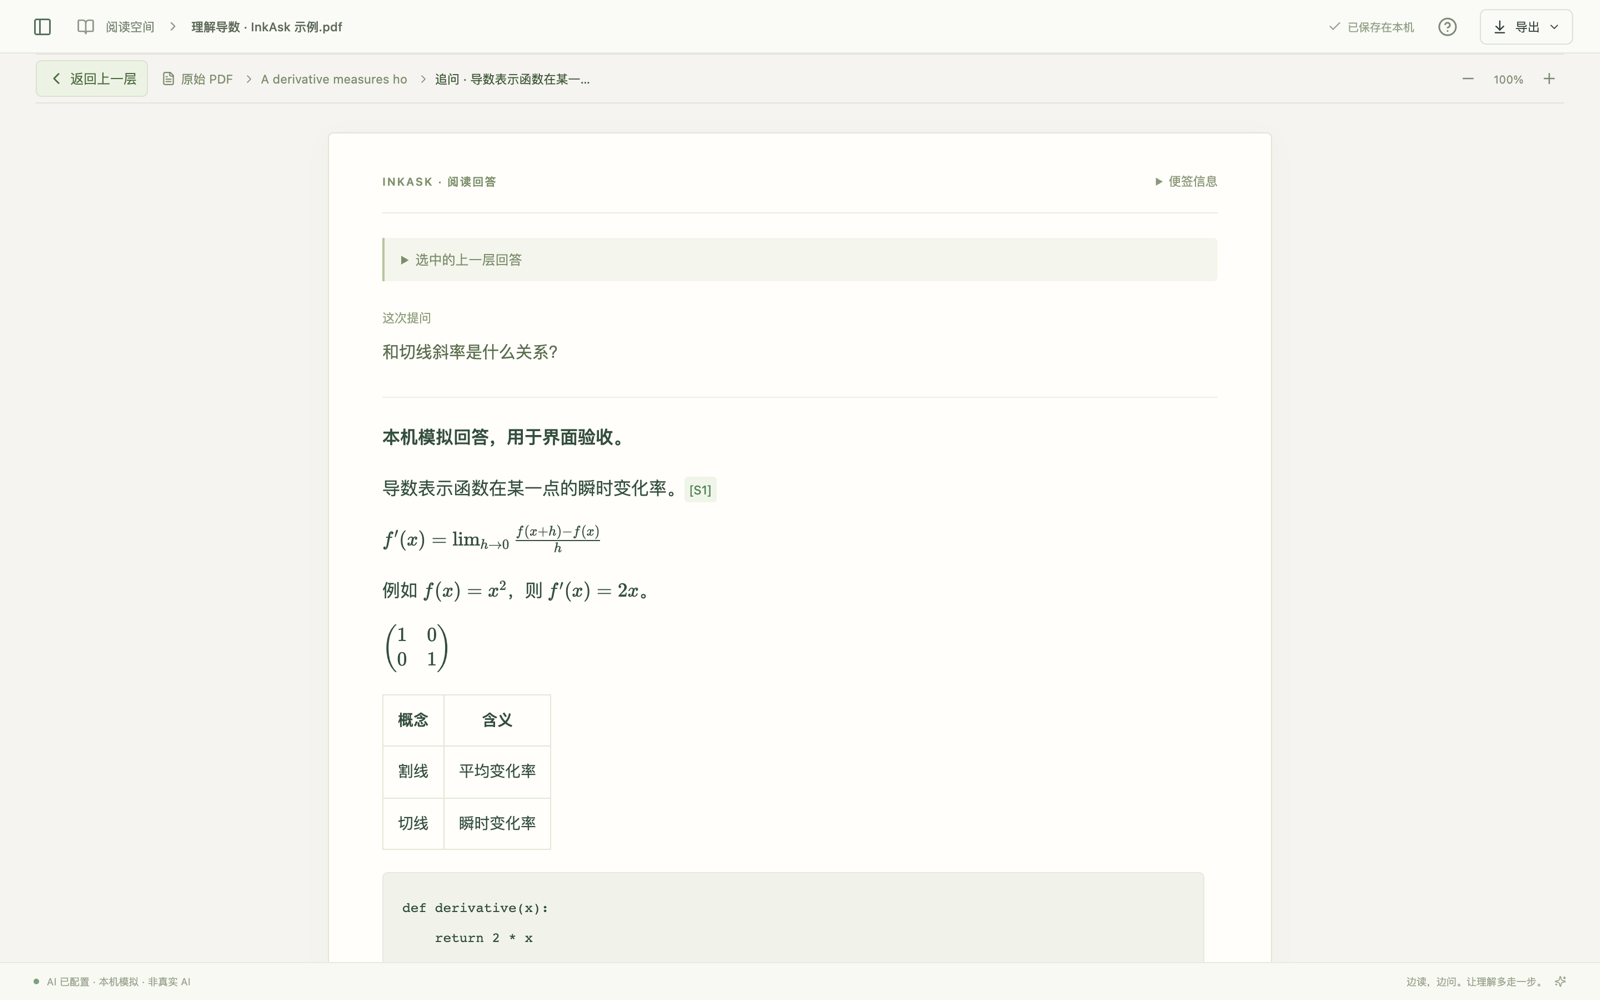 阅读空间 > 理解导数 · InkAsk 示例.pdf
已保存在本机
导出
返回上一层
原始 PDF > A derivative measures ho > 追问 · 导数表示函数在某一...
100%
INKASK · 阅读回答
便签信息
选中的上一层回答
这次提问
和切线斜率是什么关系?
本机模拟回答，用于界面验收。
导数表示函数在某一点的瞬时变化率。[S1]
f′(x) = lim_{h→0} \frac{f(x+h)−f(x)}{h}
例如 f(x) = x²，则 f′(x) = 2x。
1 0
0 1
概念 含义
割线 平均变化率
切线 瞬时变化率
def derivative(x):
    return 2 * x
AI 已配置 · 本机模拟 · 非真实 AI
边读，边问。让理解多走一步。